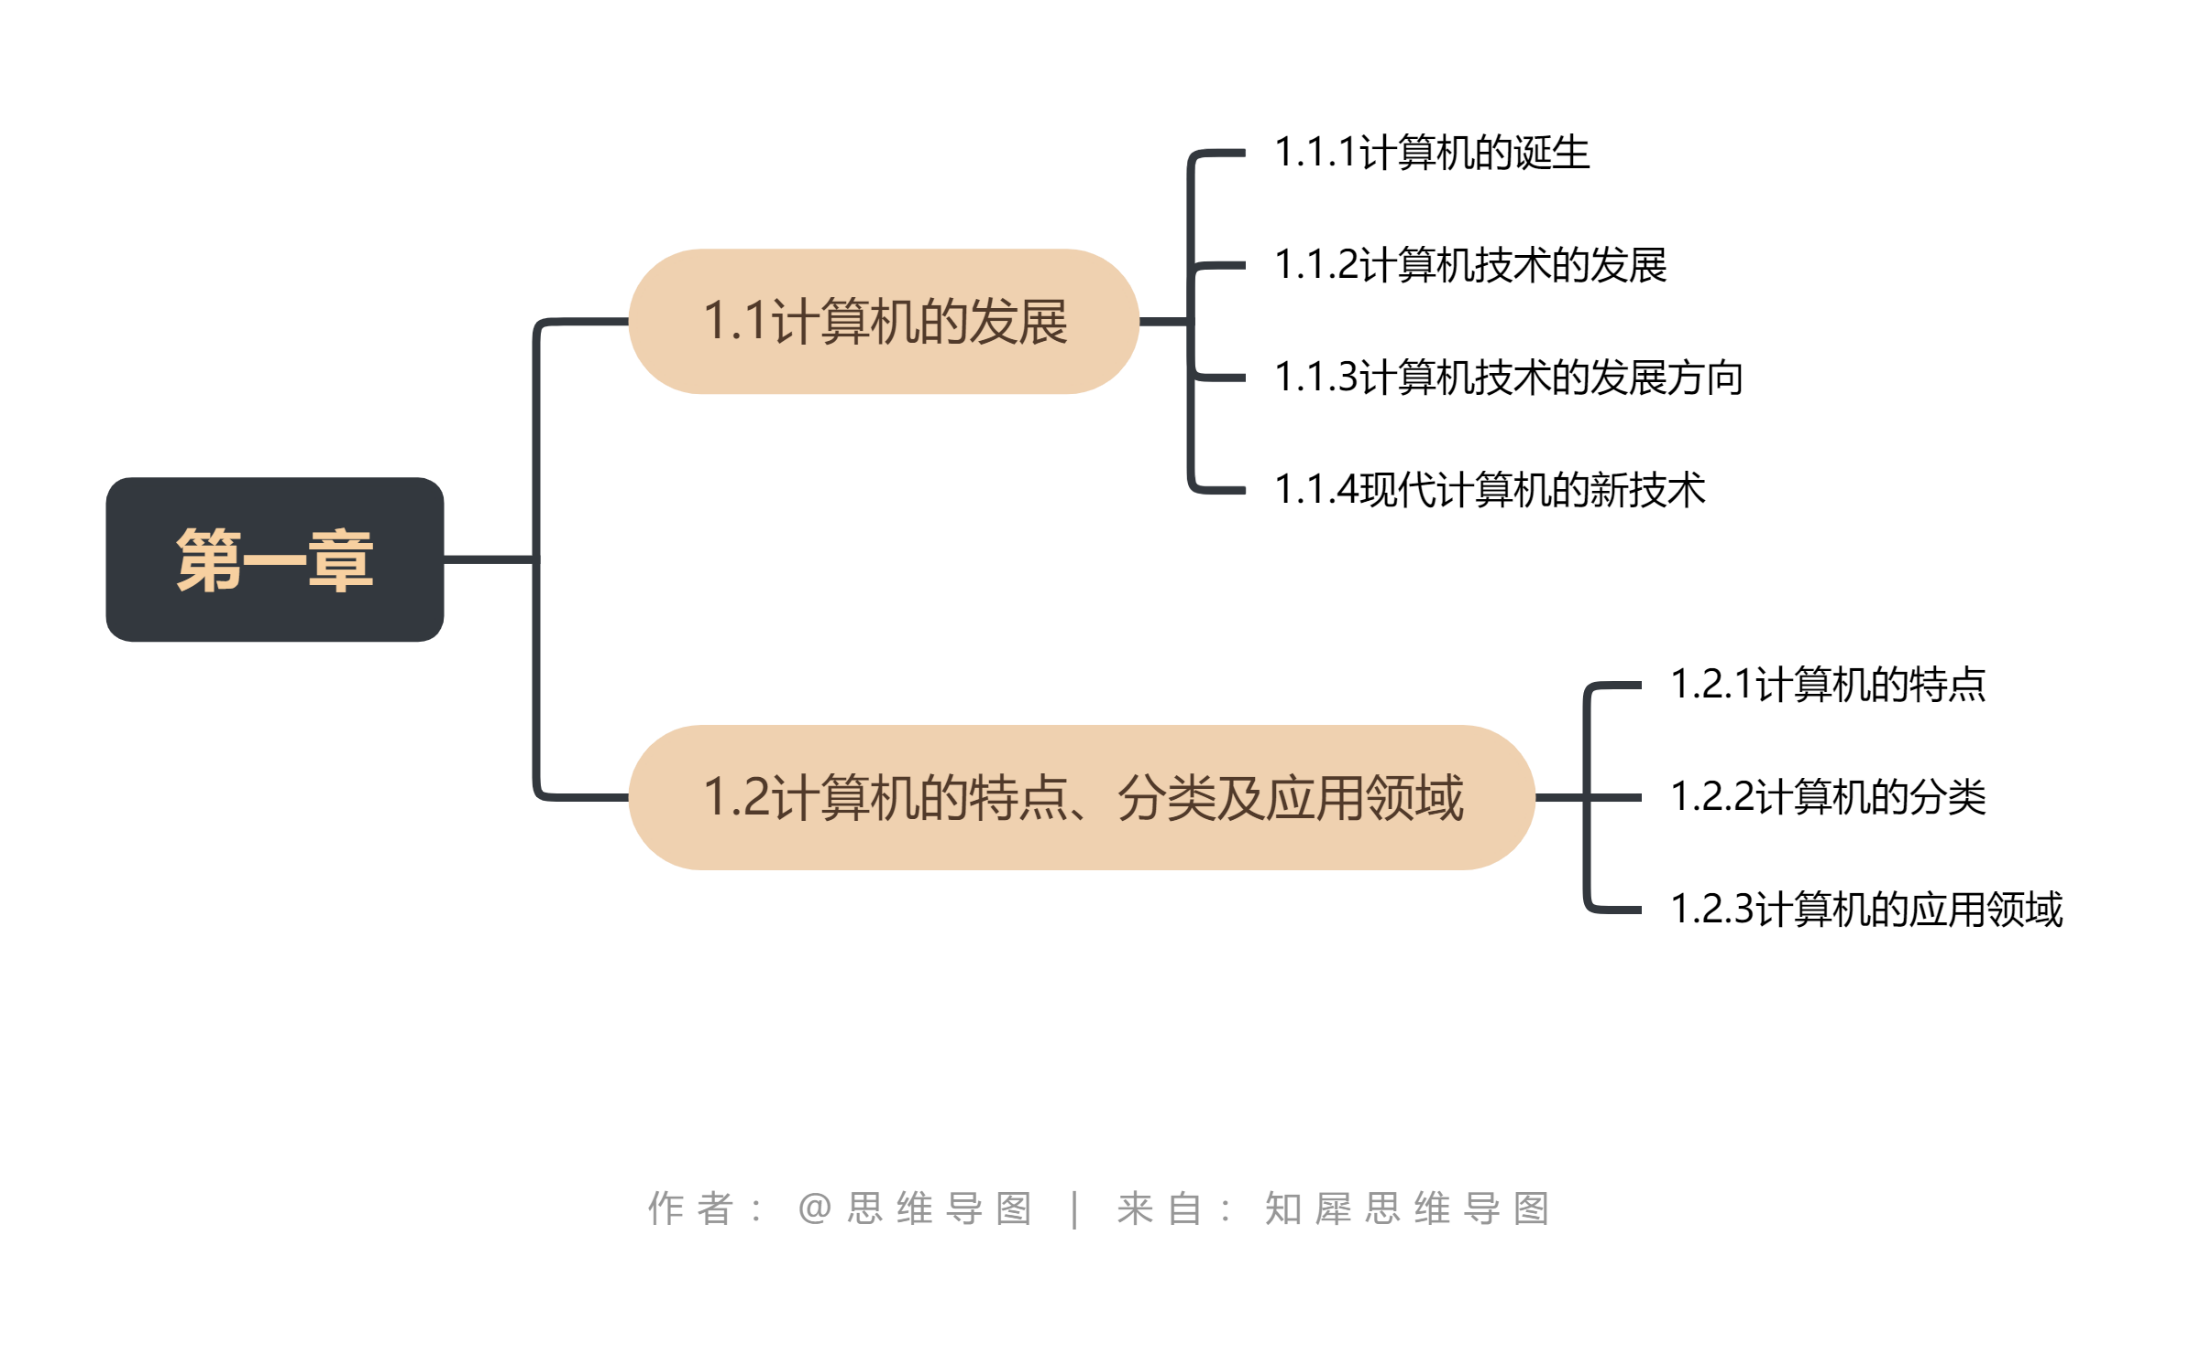 第一章
1.1计算机的发展
1.1.1计算机的诞生
1.1.2计算机技术的发展
1.1.3计算机技术的发展方向
1.1.4现代计算机的新技术
1.2计算机的特点、分类及应用领域
1.2.1计算机的特点
1.2.2计算机的分类
1.2.3计算机的应用领域
作者：@思维导图 | 来自：知犀思维导图